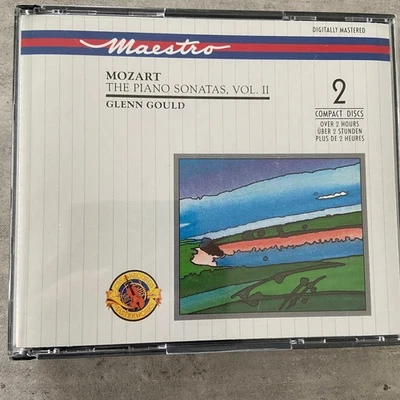 DIGITALLY MASTERED
Maestro
MOZART
THE PIANO SONATAS, VOL. II
GLENN GOULD
2
COMPACT DISCS
OVER 2 HOURS
ÜBER 2 STUNDEN
PLUS DE 2 HEURES